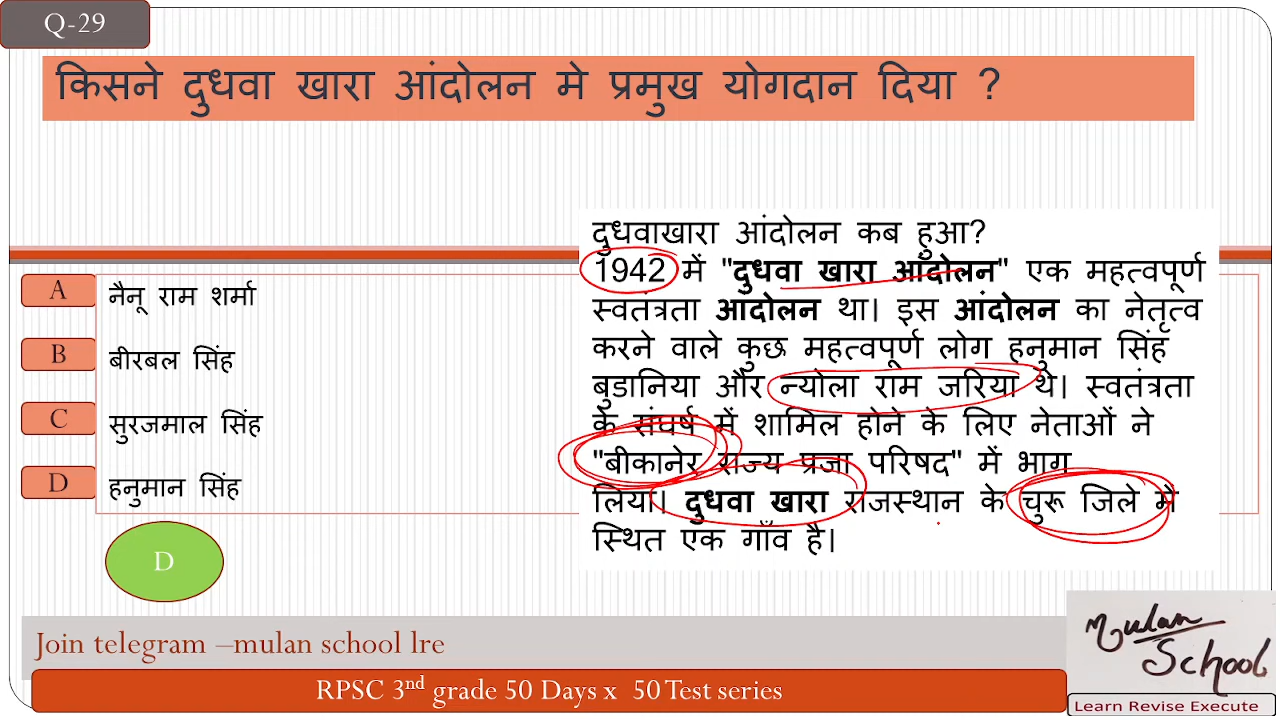 Q-29
किसने दुधवा खारा आंदोलन मे प्रमुख योगदान दिया ?
A नैनू राम शर्मा
B बीरबल सिंह
C सुरजमाल सिंह
D हनुमान सिंह
D
दुधवाखारा आंदोलन कब हुआ?
1942 में "दुधवा खारा आंदोलन" एक महत्वपूर्ण
स्वतंत्रता आंदोलन था। इस आंदोलन का नेतृत्व
करने वाले कुछ महत्वपूर्ण लोग हनुमान सिंह
बुडानिया और न्योला राम जरिया थे। स्वतंत्रता
के संघर्ष में शामिल होने के लिए नेताओं ने
"बीकानेर राज्य प्रजा परिषद" में भाग
लिया। दुधवा खारा राजस्थान के चुरू जिले में
स्थित एक गाँव है।
Join telegram –mulan school lre
RPSC 3nd grade 50 Days x 50 Test series
Mulan
School
Learn Revise Execute